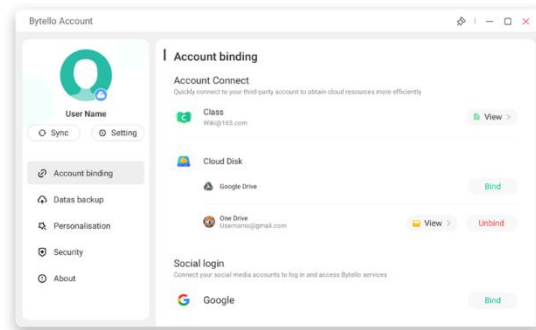 Bytello Account
User Name
Sync
Setting
Account binding
Datas backup
Personalisation
Security
About
Account binding
Account Connect
Quickly connect to your third-party account to obtain cloud resources more efficiently
Class
Wiki@163.com
View >
Cloud Disk
Google Drive
Bind
One Drive
Username@gmail.com
View >
Unbind
Social login
Connect your social media accounts to log in and access Bytello services
Google
Bind